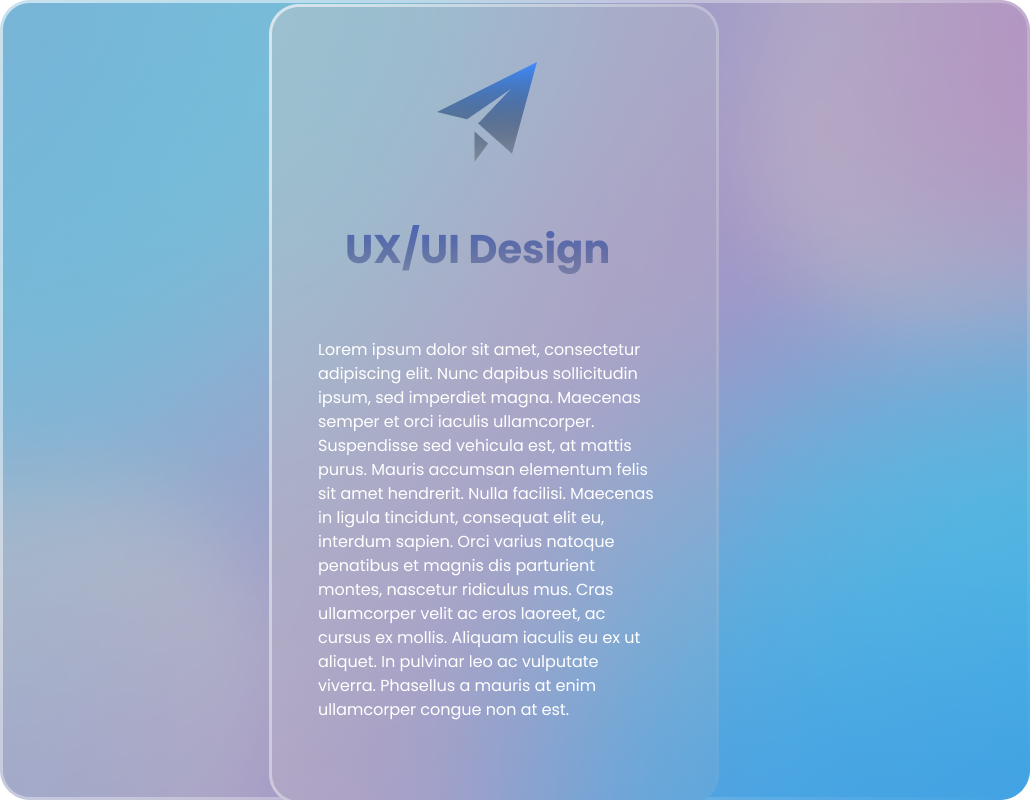 UX/UI Design
Lorem ipsum dolor sit amet, consectetur
adipiscing elit. Nunc dapibus sollicitudin
ipsum, sed imperdiet magna. Maecenas
semper et orci iaculis ullamcorper.
Suspendisse sed vehicula est, at mattis
purus. Mauris accumsan elementum felis
sit amet hendrerit. Nulla facilisi. Maecenas
in ligula tincidunt, consequat elit eu,
interdum sapien. Orci varius natoque
penatibus et magnis dis parturient
montes, nascetur ridiculus mus. Cras
ullamcorper velit ac eros laoreet, ac
cursus ex mollis. Aliquam iaculis eu ex ut
aliquet. In pulvinar leo ac vulputate
viverra. Phasellus a mauris at enim
ullamcorper congue non at est.